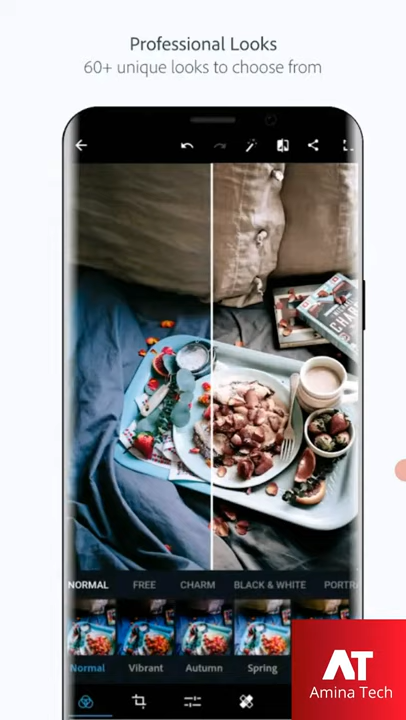 Professional Looks
60+ unique looks to choose from
NORMAL FREE CHARM BLACK & WHITE PORTR
Normal Vibrant Autumn Spring
AT
Amina Tech